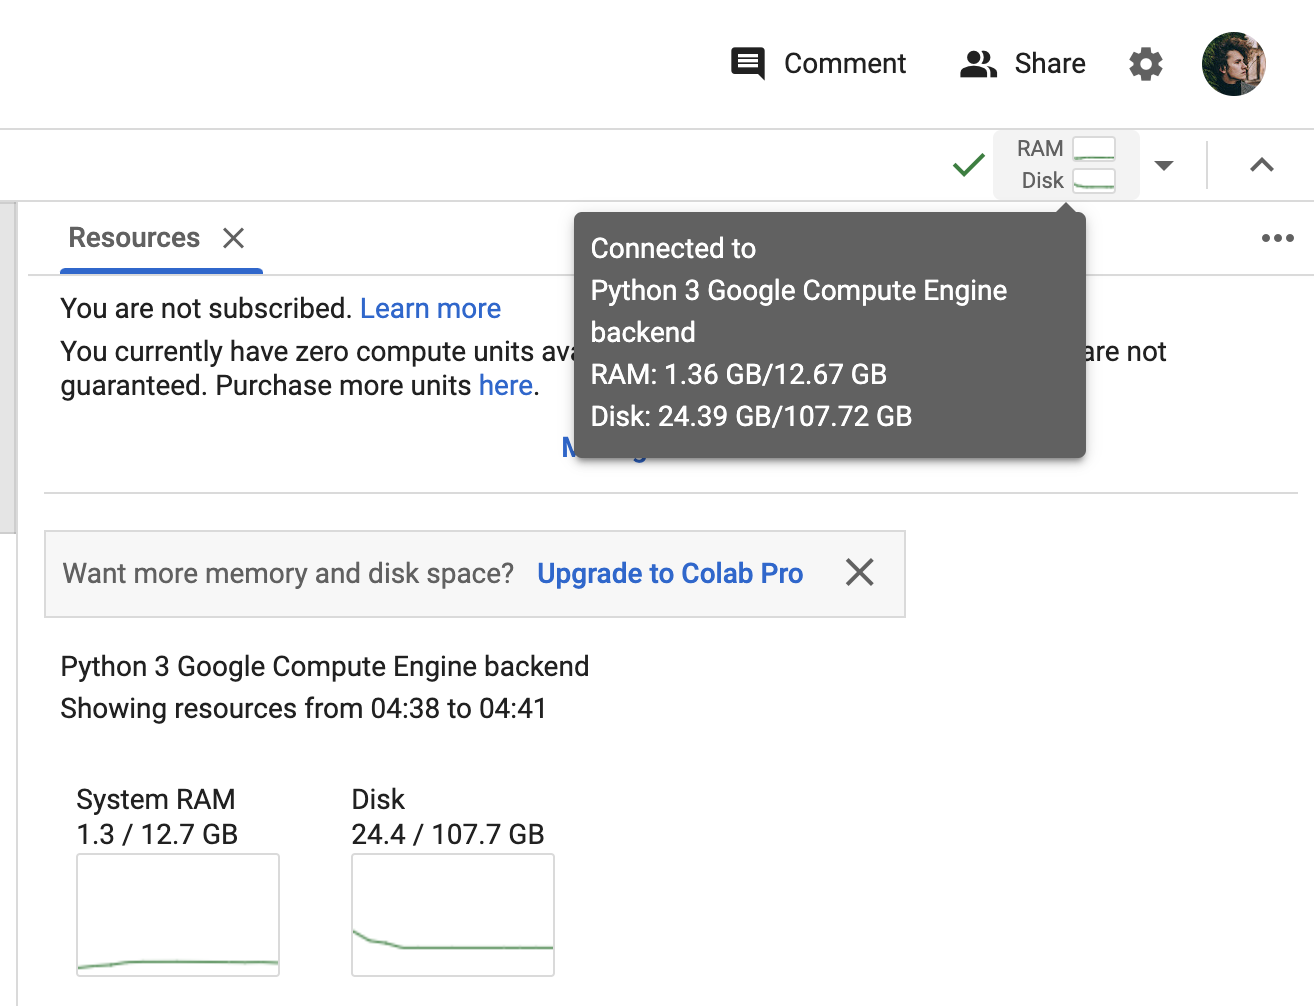 Comment
Share
RAM
Disk
Resources
Connected to
Python 3 Google Compute Engine
backend
RAM: 1.36 GB/12.67 GB
Disk: 24.39 GB/107.72 GB
You are not subscribed. Learn more
You currently have zero compute units are not
guaranteed. Purchase more units here.
Want more memory and disk space? Upgrade to Colab Pro
Python 3 Google Compute Engine backend
Showing resources from 04:38 to 04:41
System RAM
1.3 / 12.7 GB
Disk
24.4 / 107.7 GB